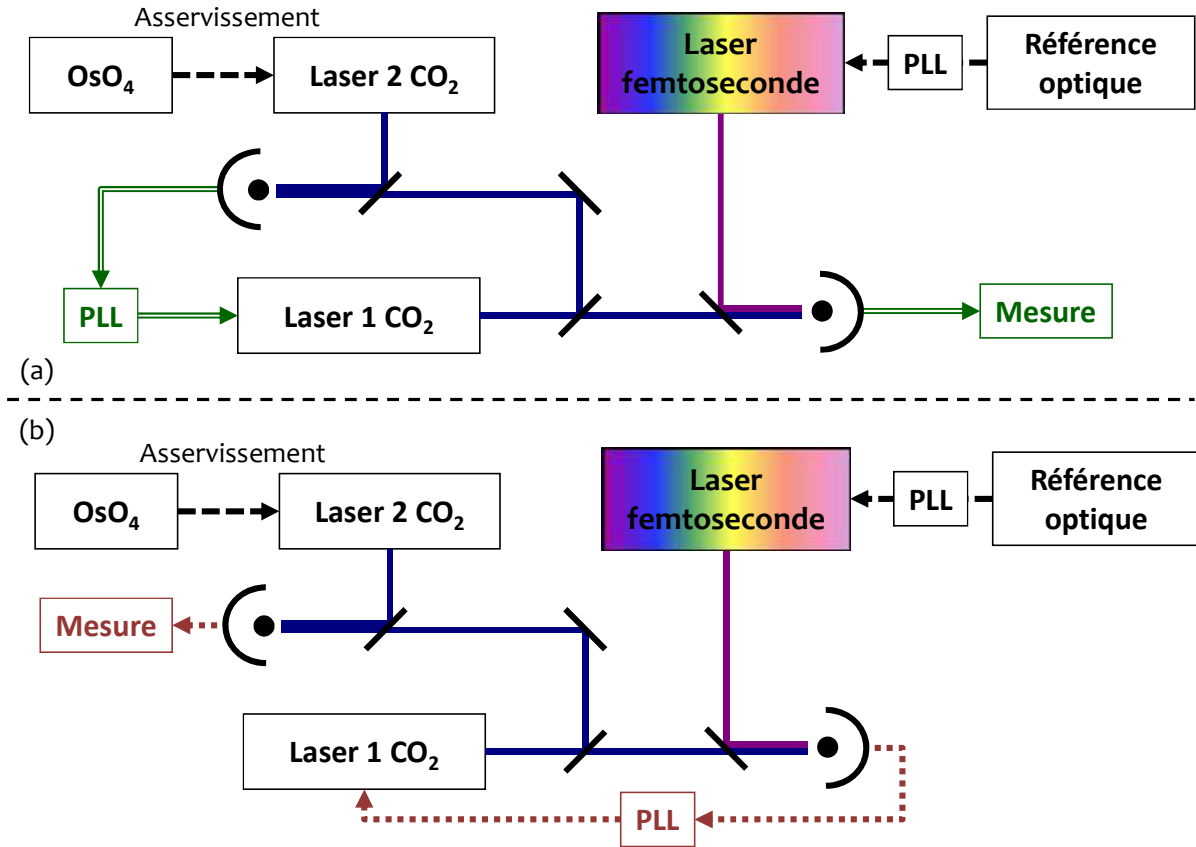 Asservissement
OsO₄
Laser 2 CO₂
Laser
femtoseconde
PLL
Référence
optique
PLL
Laser 1 CO₂
Mesure
(a)
(b)
Asservissement
OsO₄
Laser 2 CO₂
Laser
femtoseconde
PLL
Référence
optique
Mesure
Laser 1 CO₂
PLL